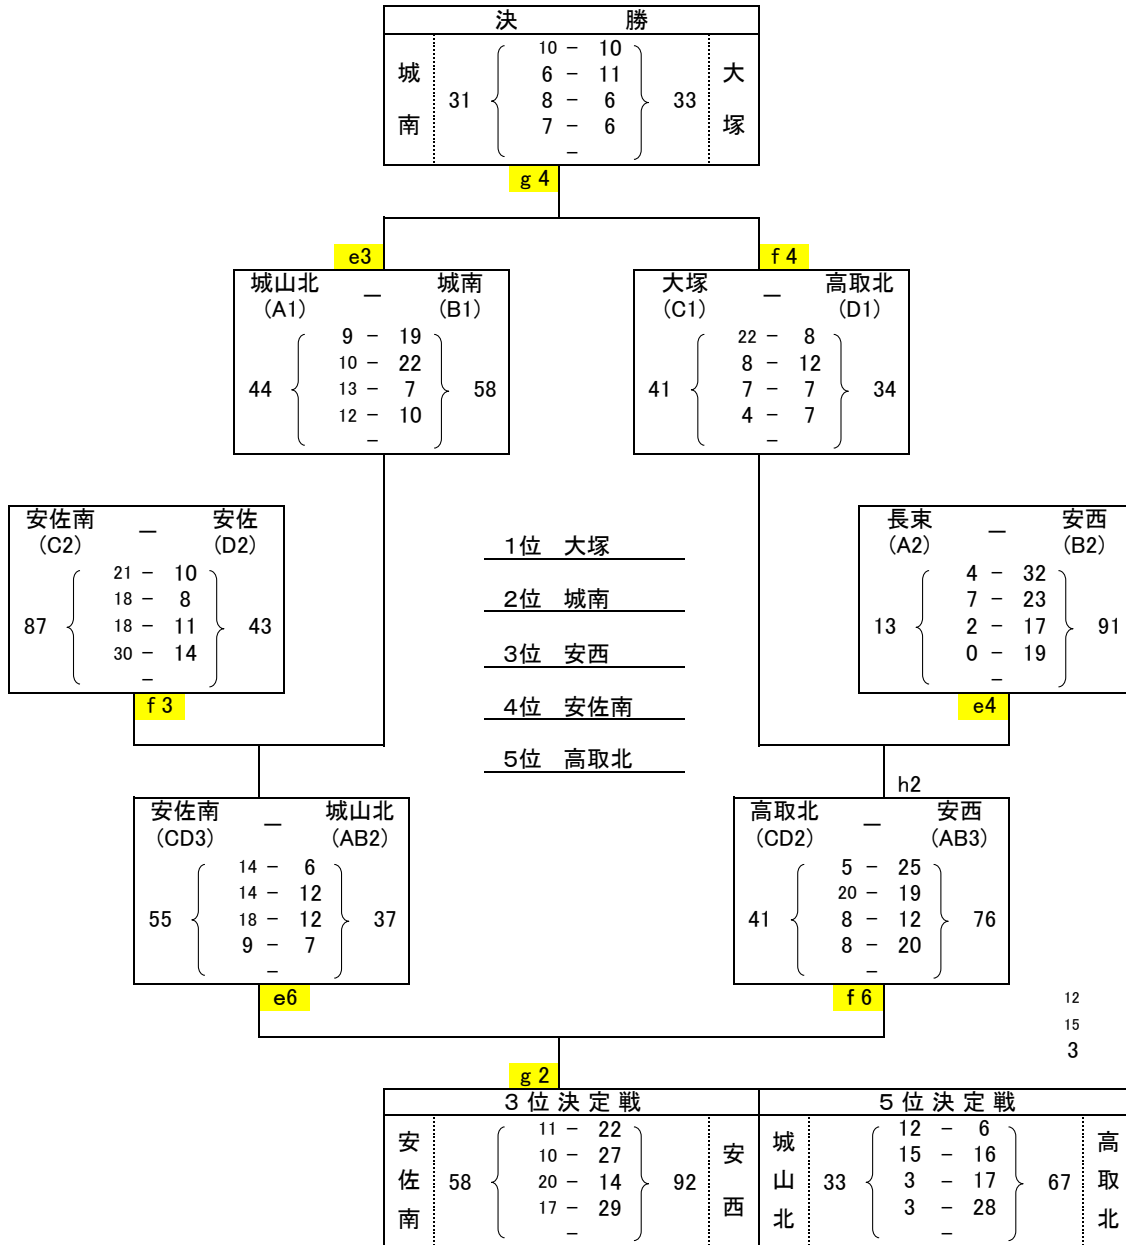 決 勝
城南 31 10 － 10 33 大塚
6 － 11
8 － 6
7 － 6
－
g 4
e3 f 4
城山北 － 城南
(A1) (B1)
9 － 19
10 － 22
44 13 － 7 58
12 － 10
－
大塚 － 高取北
(C1) (D1)
22 － 8
8 － 12
41 7 － 7 34
4 － 7
－
安佐南 － 安佐
(C2) (D2)
21 － 10
18 － 8
87 18 － 11 43
30 － 14
－
f 3
1位 大塚
2位 城南
3位 安西
4位 安佐南
5位 高取北
長束 － 安西
(A2) (B2)
4 － 32
7 － 23
13 2 － 17 91
0 － 19
－
e4
h2
安佐南 － 城山北
(CD3) (AB2)
14 － 6
14 － 12
55 18 － 12 37
9 － 7
－
e6
高取北 － 安西
(CD2) (AB3)
5 － 25
20 － 19
41 8 － 12 76
8 － 20
－
f 6
12
15
3
g 2
3 位 決 定 戦
安佐南 58 11 － 22 92 安西
10 － 27
20 － 14
17 － 29
－
5 位 決 定 戦
城山北 33 12 － 6 67 高取北
15 － 16
3 － 17
3 － 28
－